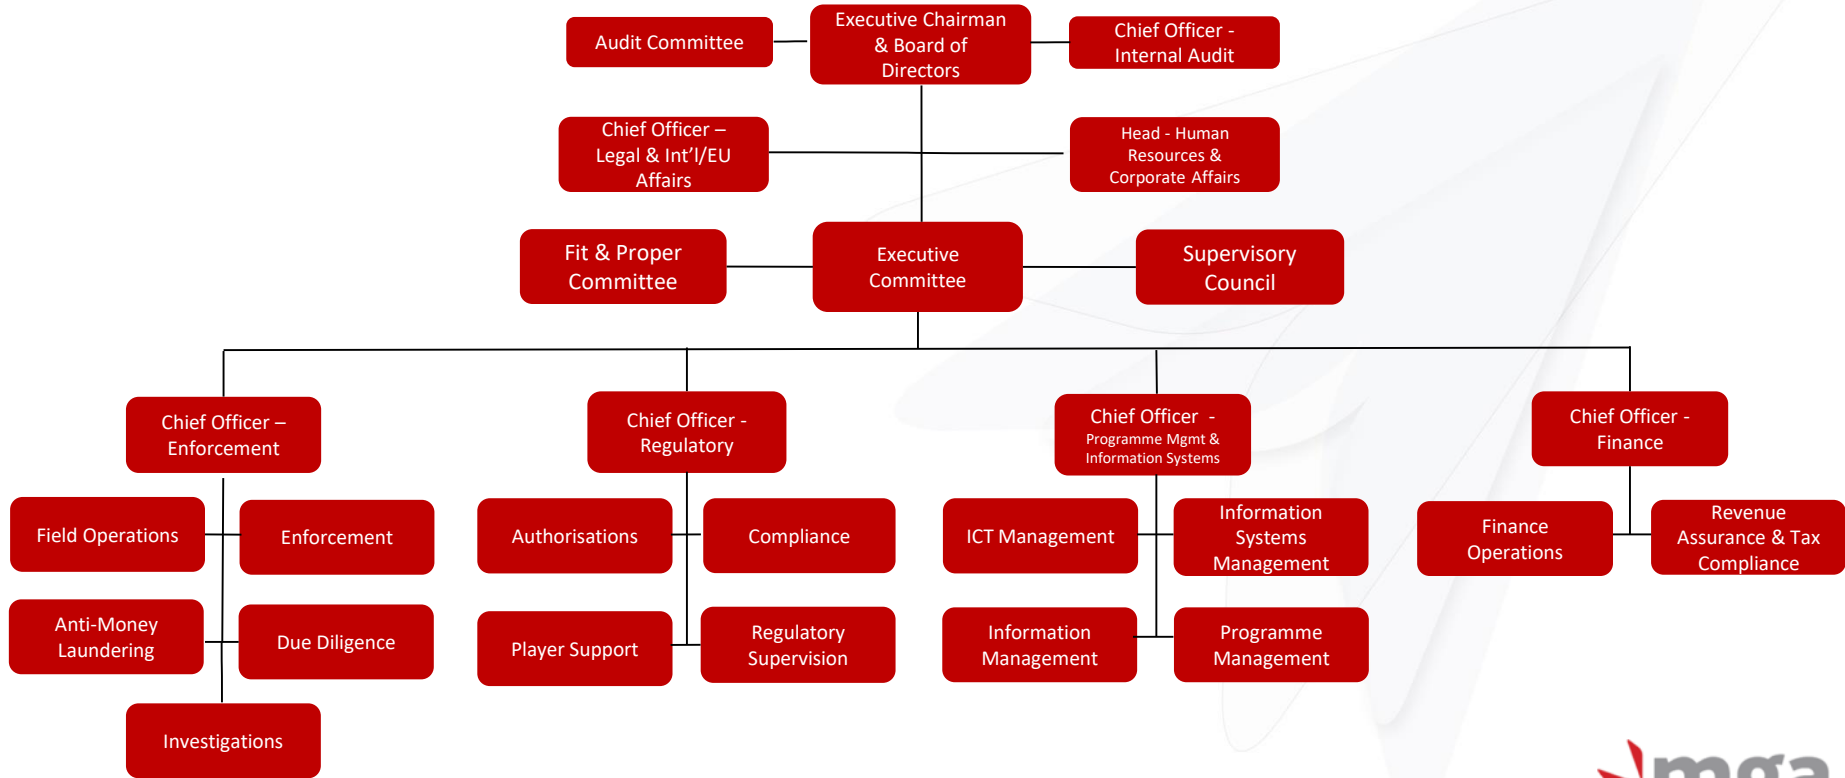 Audit Committee
Executive Chairman
& Board of
Directors
Chief Officer -
Internal Audit
Chief Officer –
Legal & Int'l/EU
Affairs
Head - Human
Resources &
Corporate Affairs
Fit & Proper
Committee
Executive
Committee
Supervisory
Council
Chief Officer –
Enforcement
Chief Officer -
Regulatory
Chief Officer -
Programme Mgmt &
Information Systems
Chief Officer -
Finance
Field Operations
Enforcement
Authorisations
Compliance
ICT Management
Information
Systems
Management
Finance
Operations
Revenue
Assurance & Tax
Compliance
Anti-Money
Laundering
Due Diligence
Player Support
Regulatory
Supervision
Information
Management
Programme
Management
Investigations
mga